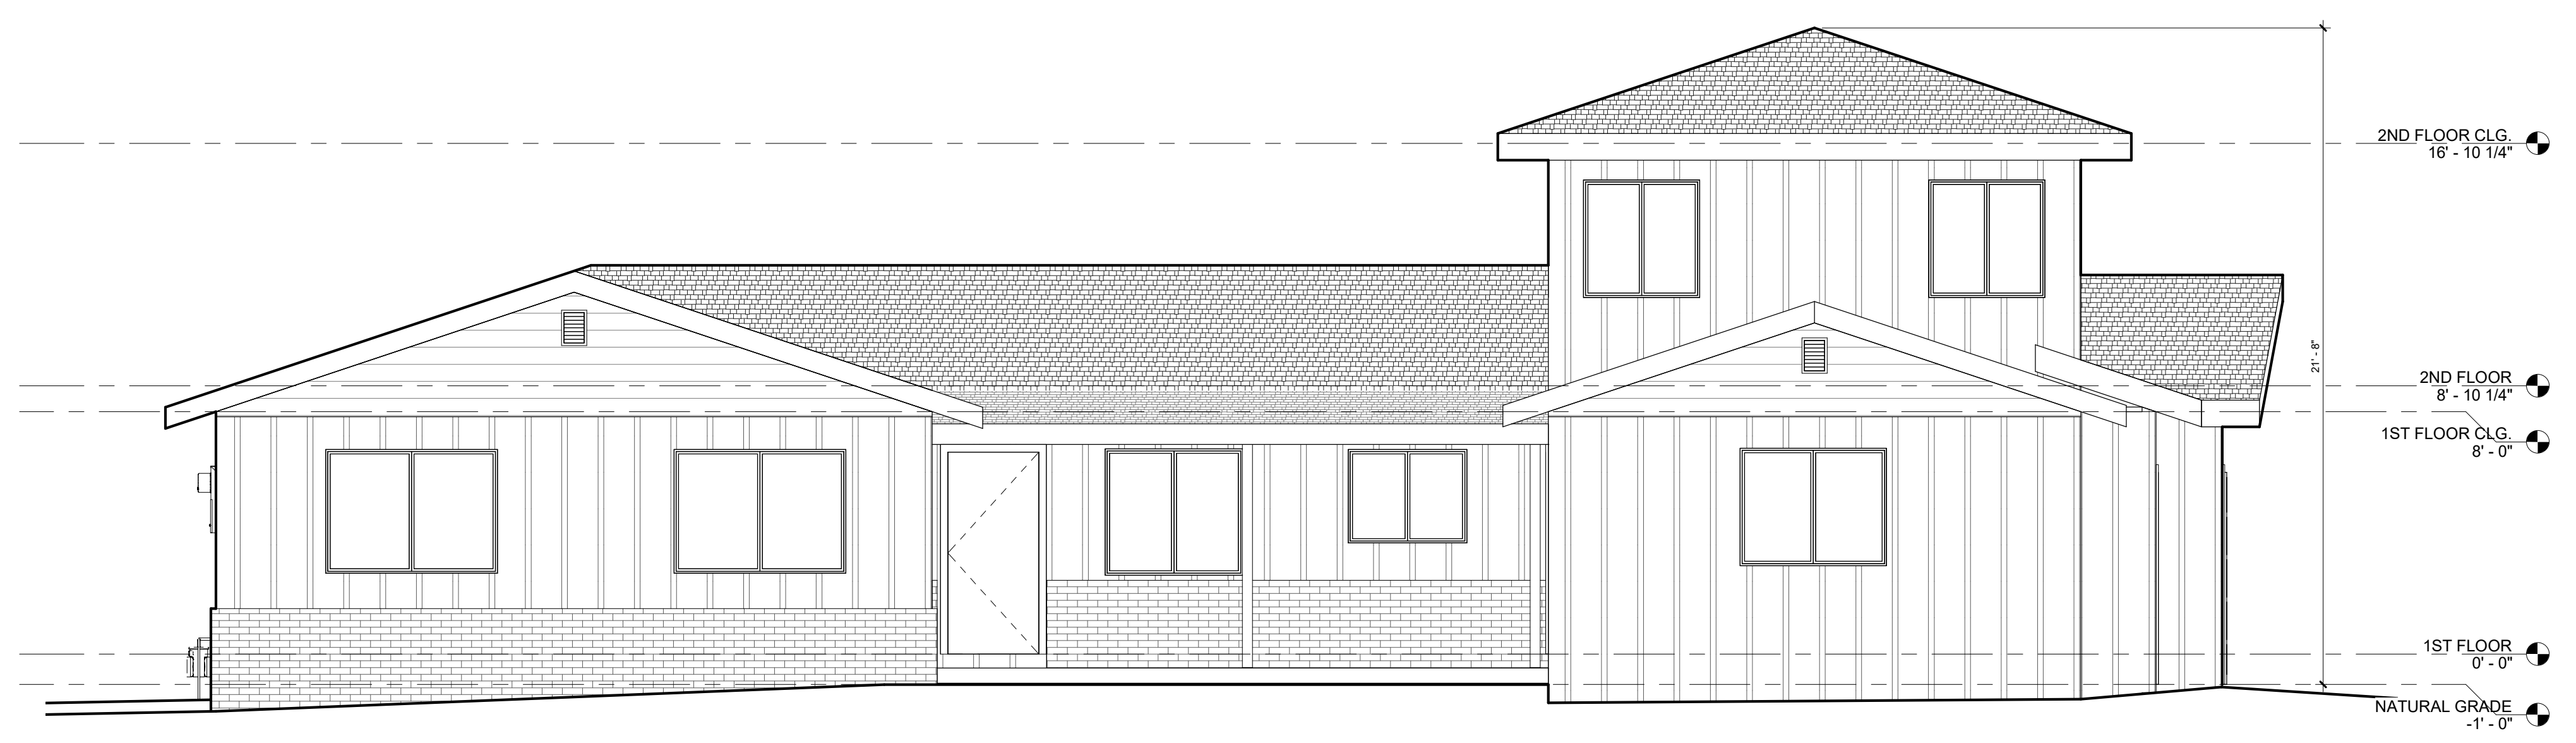 2ND FLOOR CLG.
16' - 10 1/4"
21' - 8"
2ND FLOOR
8' - 10 1/4"
1ST FLOOR CLG.
8' - 0"
1ST FLOOR
0' - 0"
NATURAL GRADE
-1' - 0"